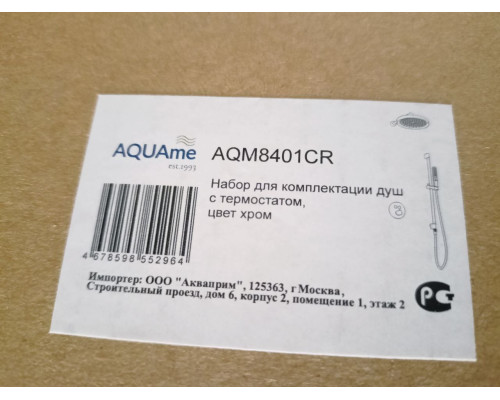 AQUAme
est.1993
AQM8401CR
Набор для комплектации душ
с термостатом,
цвет хром
4 678598 552964
Импортер: ООО "Акваприм", 125363, г Москва,
Строительный проезд, дом 6, корпус 2, помещение 1, этаж 2